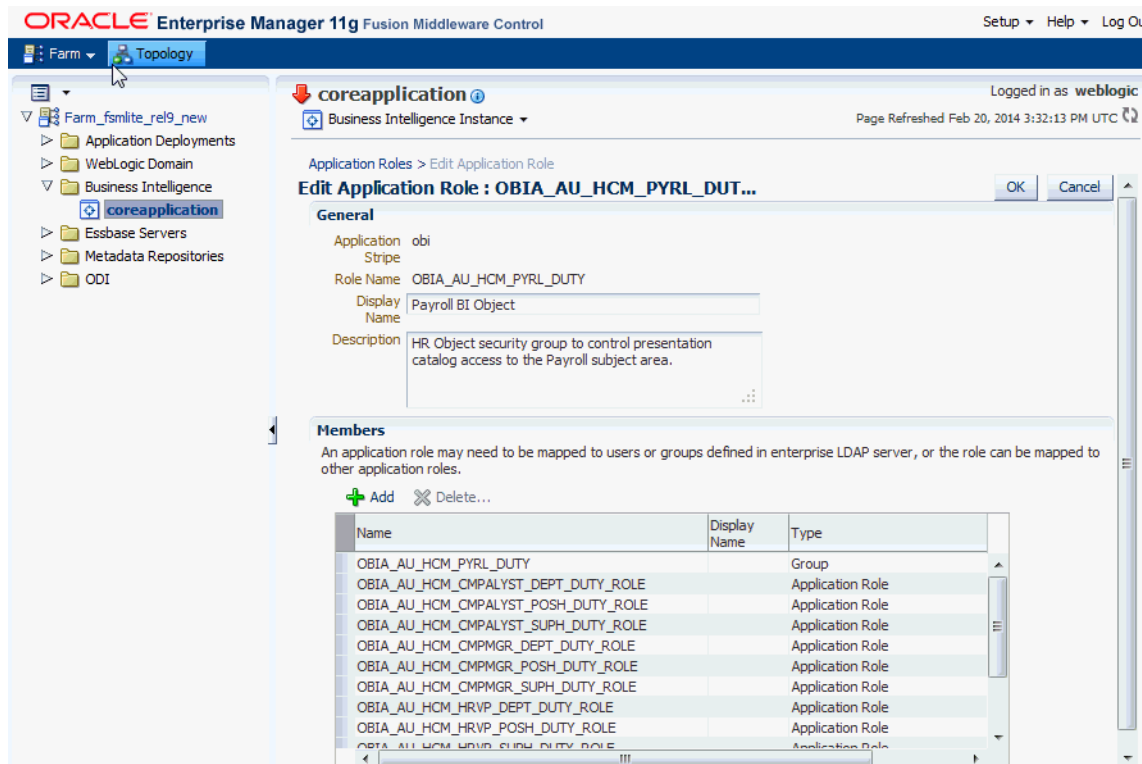 ORACLE Enterprise Manager 11g Fusion Middleware Control
Setup Help Log Ou
Farm Topology
coreapplication
Logged in as weblogic
Business Intelligence Instance
Page Refreshed Feb 20, 2014 3:32:13 PM UTC
Farm_fsmlite_rel9_new
Application Deployments
WebLogic Domain
Business Intelligence
coreapplication
Essbase Servers
Metadata Repositories
ODI
Application Roles > Edit Application Role
Edit Application Role : OBIA_AU_HCM_PYRL_DUT...
OK Cancel
General
Application Stripe obi
Role Name OBIA_AU_HCM_PYRL_DUTY
Display Name Payroll BI Object
Description HR Object security group to control presentation
catalog access to the Payroll subject area.
Members
An application role may need to be mapped to users or groups defined in enterprise LDAP server, or the role can be mapped to
other application roles.
Add Delete...
Name Display Name Type
OBIA_AU_HCM_PYRL_DUTY Group
OBIA_AU_HCM_CMPALYST_DEPT_DUTY_ROLE Application Role
OBIA_AU_HCM_CMPALYST_POSH_DUTY_ROLE Application Role
OBIA_AU_HCM_CMPALYST_SUPH_DUTY_ROLE Application Role
OBIA_AU_HCM_CMPMGR_DEPT_DUTY_ROLE Application Role
OBIA_AU_HCM_CMPMGR_POSH_DUTY_ROLE Application Role
OBIA_AU_HCM_CMPMGR_SUPH_DUTY_ROLE Application Role
OBIA_AU_HCM_HRVP_DEPT_DUTY_ROLE Application Role
OBIA_AU_HCM_HRVP_POSH_DUTY_ROLE Application Role
OBIA_AU_HCM_HRVP_SUPH_DUTY_ROLE Application Role